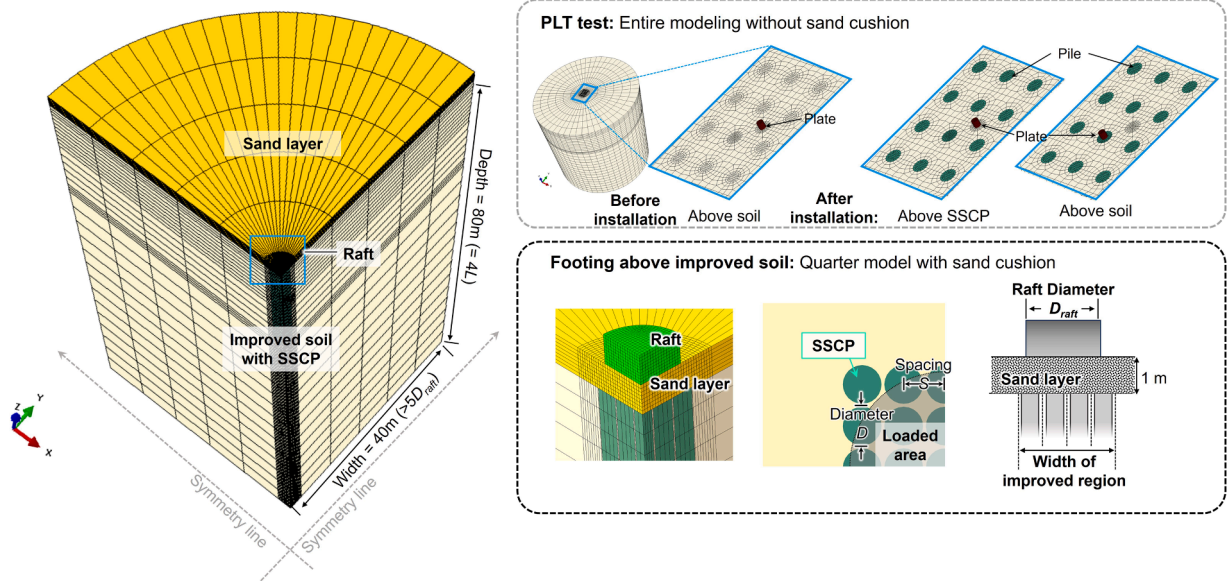 Sand layer
Raft
Improved soil
with SSCP
Depth = 80m (= 4L)
Width = 40m (>5D_raft)
Symmetry line
Symmetry line
Z
Y
X
PLT test: Entire modeling without sand cushion
Plate
Before
installation
Above soil
After
installation:
Pile
Plate
Above SSCP
Above soil
Footing above improved soil: Quarter model with sand cushion
Raft
Sand layer
SSCP
Spacing
S
Diameter
D
Loaded
area
Raft Diameter
D_raft
Sand layer
1 m
Width of
improved region